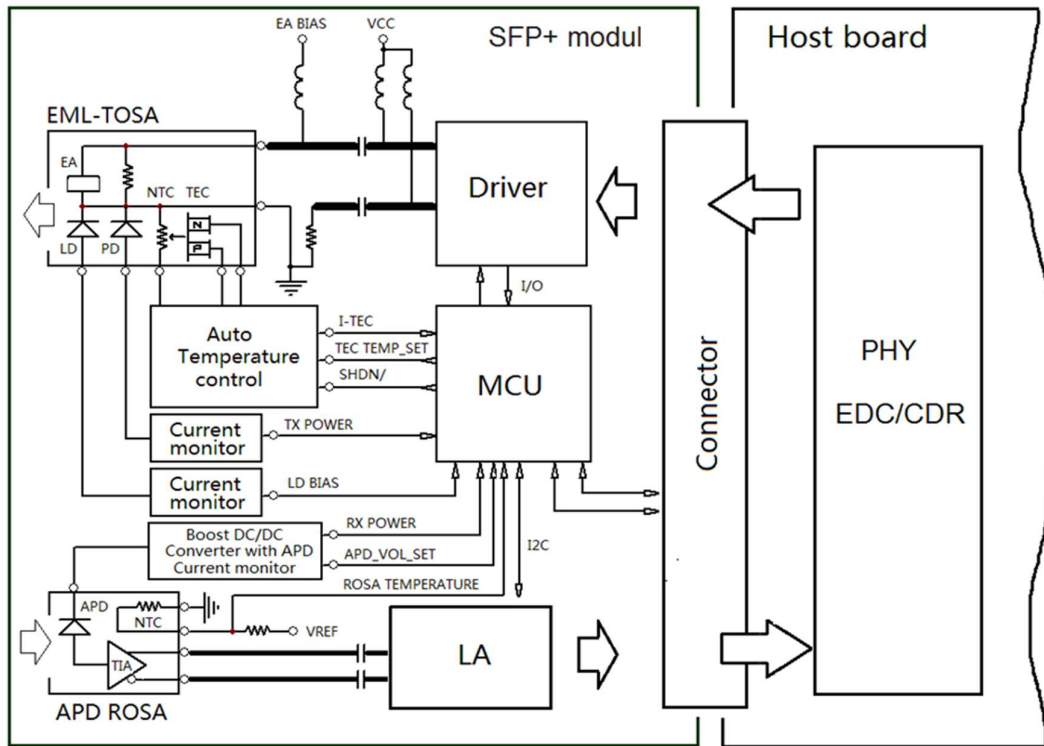 SFP+ modul
Host board
EA BIAS
VCC
EML-TOSA
EA
NTC TEC
N
P
LD
PD
Driver
I/O
Auto
Temperature
control
I-TEC
TEC TEMP_SET
SHDN/
MCU
Connector
PHY
EDC/CDR
Current
monitor
TX POWER
Current
monitor
LD BIAS
Boost DC/DC
Converter with APD
Current monitor
RX POWER
APD_VOL_SET
I2C
ROSA TEMPERATURE
APD
NTC
VREF
TIA
LA
APD ROSA